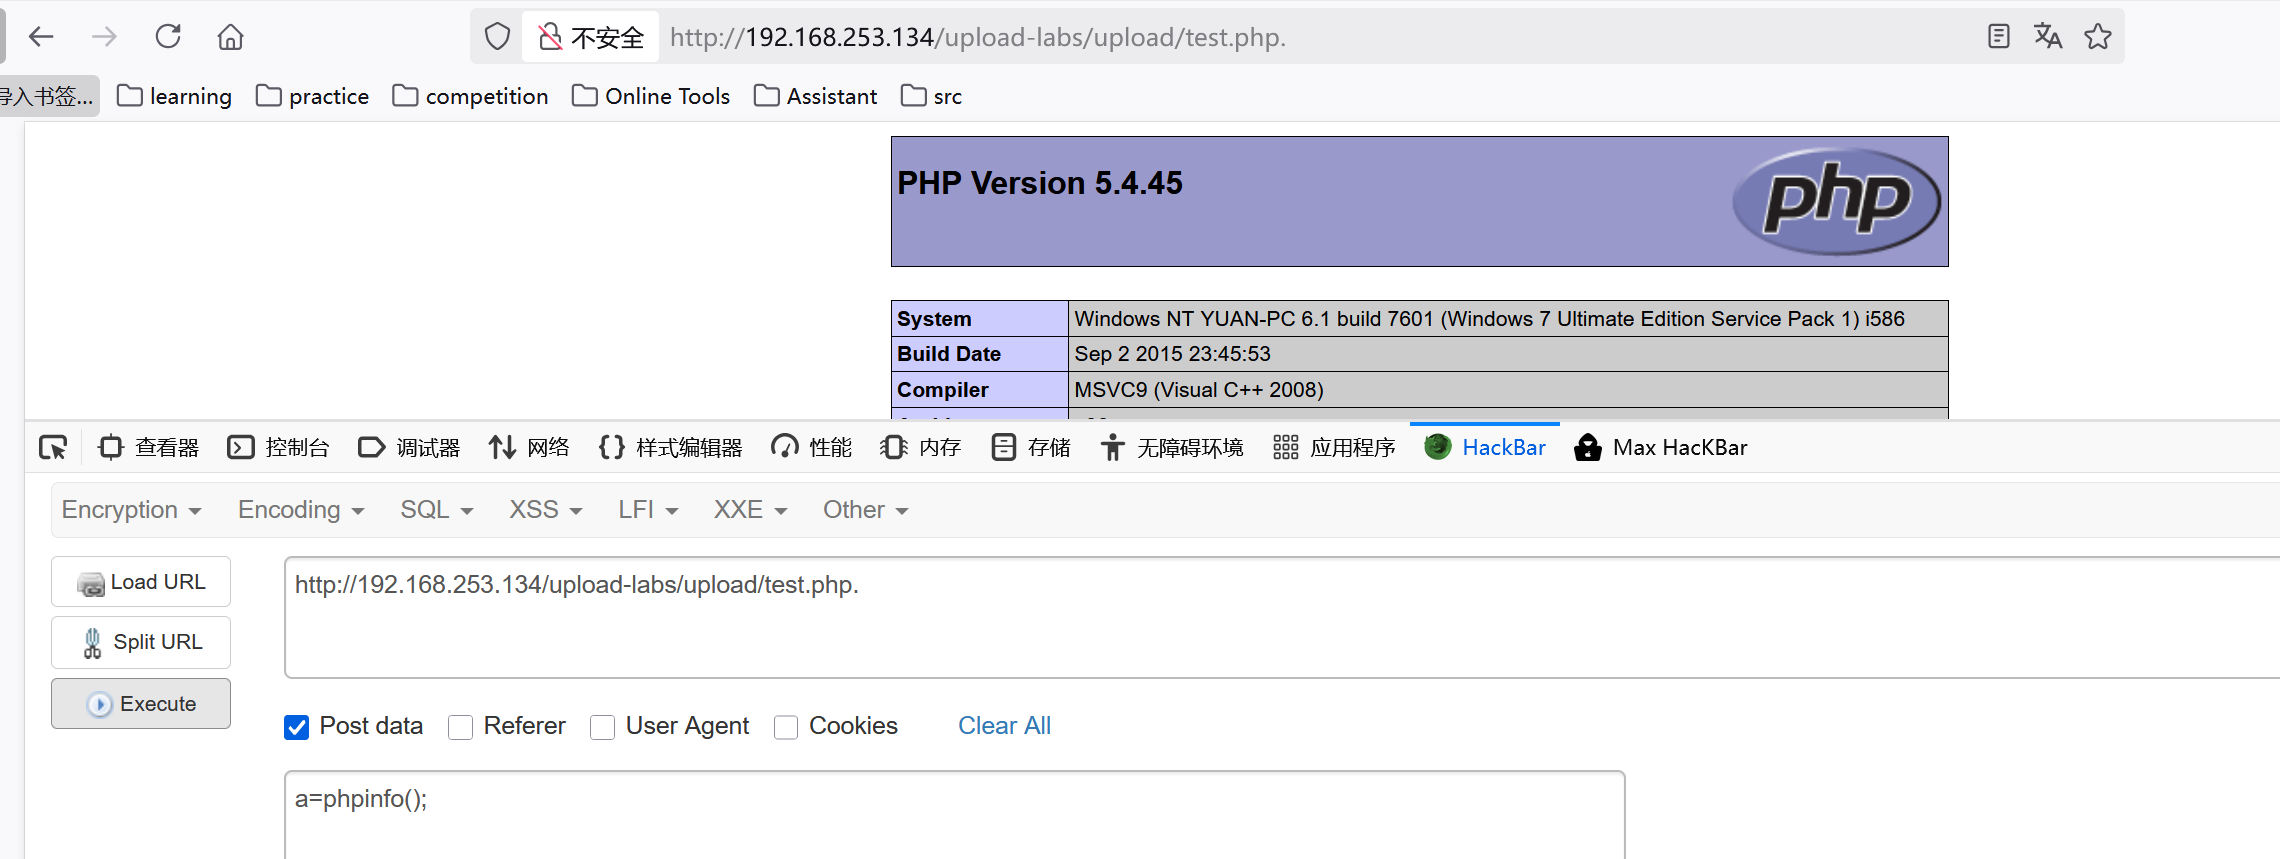 不安全 http://192.168.253.134/upload-labs/upload/test.php.
导入书签... learning practice competition Online Tools Assistant src
PHP Version 5.4.45
php
System Windows NT YUAN-PC 6.1 build 7601 (Windows 7 Ultimate Edition Service Pack 1) i586
Build Date Sep 2 2015 23:45:53
Compiler MSVC9 (Visual C++ 2008)
查看器 控制台 调试器 网络 样式编辑器 性能 内存 存储 无障碍环境 应用程序 HackBar Max HacKBar
Encryption Encoding SQL XSS LFI XXE Other
Load URL http://192.168.253.134/upload-labs/upload/test.php.
Split URL
Execute
Post data Referer User Agent Cookies Clear All
a=phpinfo();